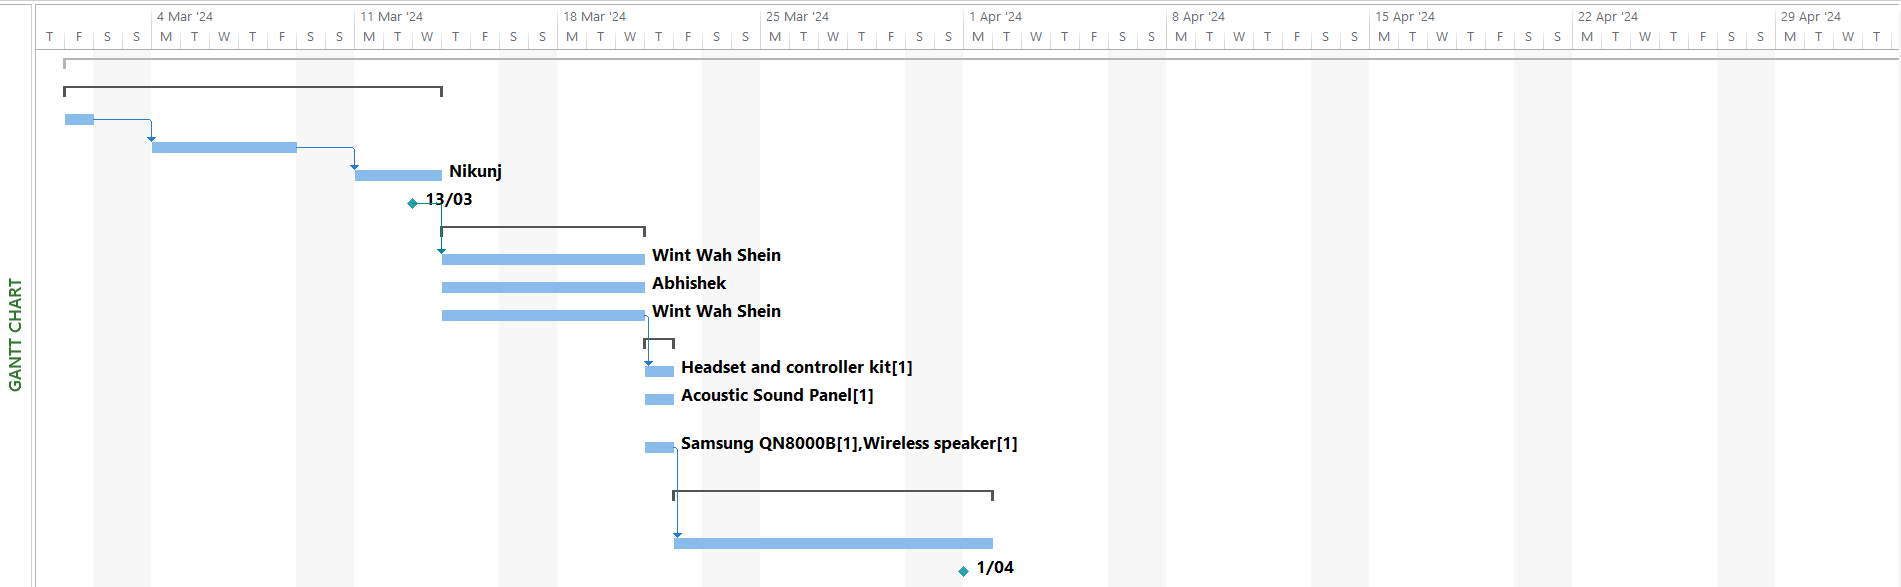 4 Mar '24 11 Mar '24 18 Mar '24 25 Mar '24 1 Apr '24 8 Apr '24 15 Apr '24 22 Apr '24 29 Apr '24
T F S S M T W T F S S M T W T F S S M T W T F S S M T W T F S S M T W T F S S M T W T F S S M T W T F S S M T W T F S S M T W T
Nikunj
13/03
Wint Wah Shein
Abhishek
Wint Wah Shein
Headset and controller kit[1]
Acoustic Sound Panel[1]
Samsung QN8000B[1],Wireless speaker[1]
1/04
GANTT CHART